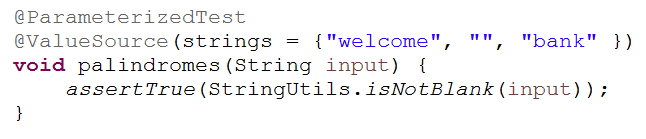 @ParameterizedTest
@ValueSource(strings = {"welcome", "", "bank" })
void palindromes(String input) {
    assertTrue(StringUtils.isNotBlank(input));
}